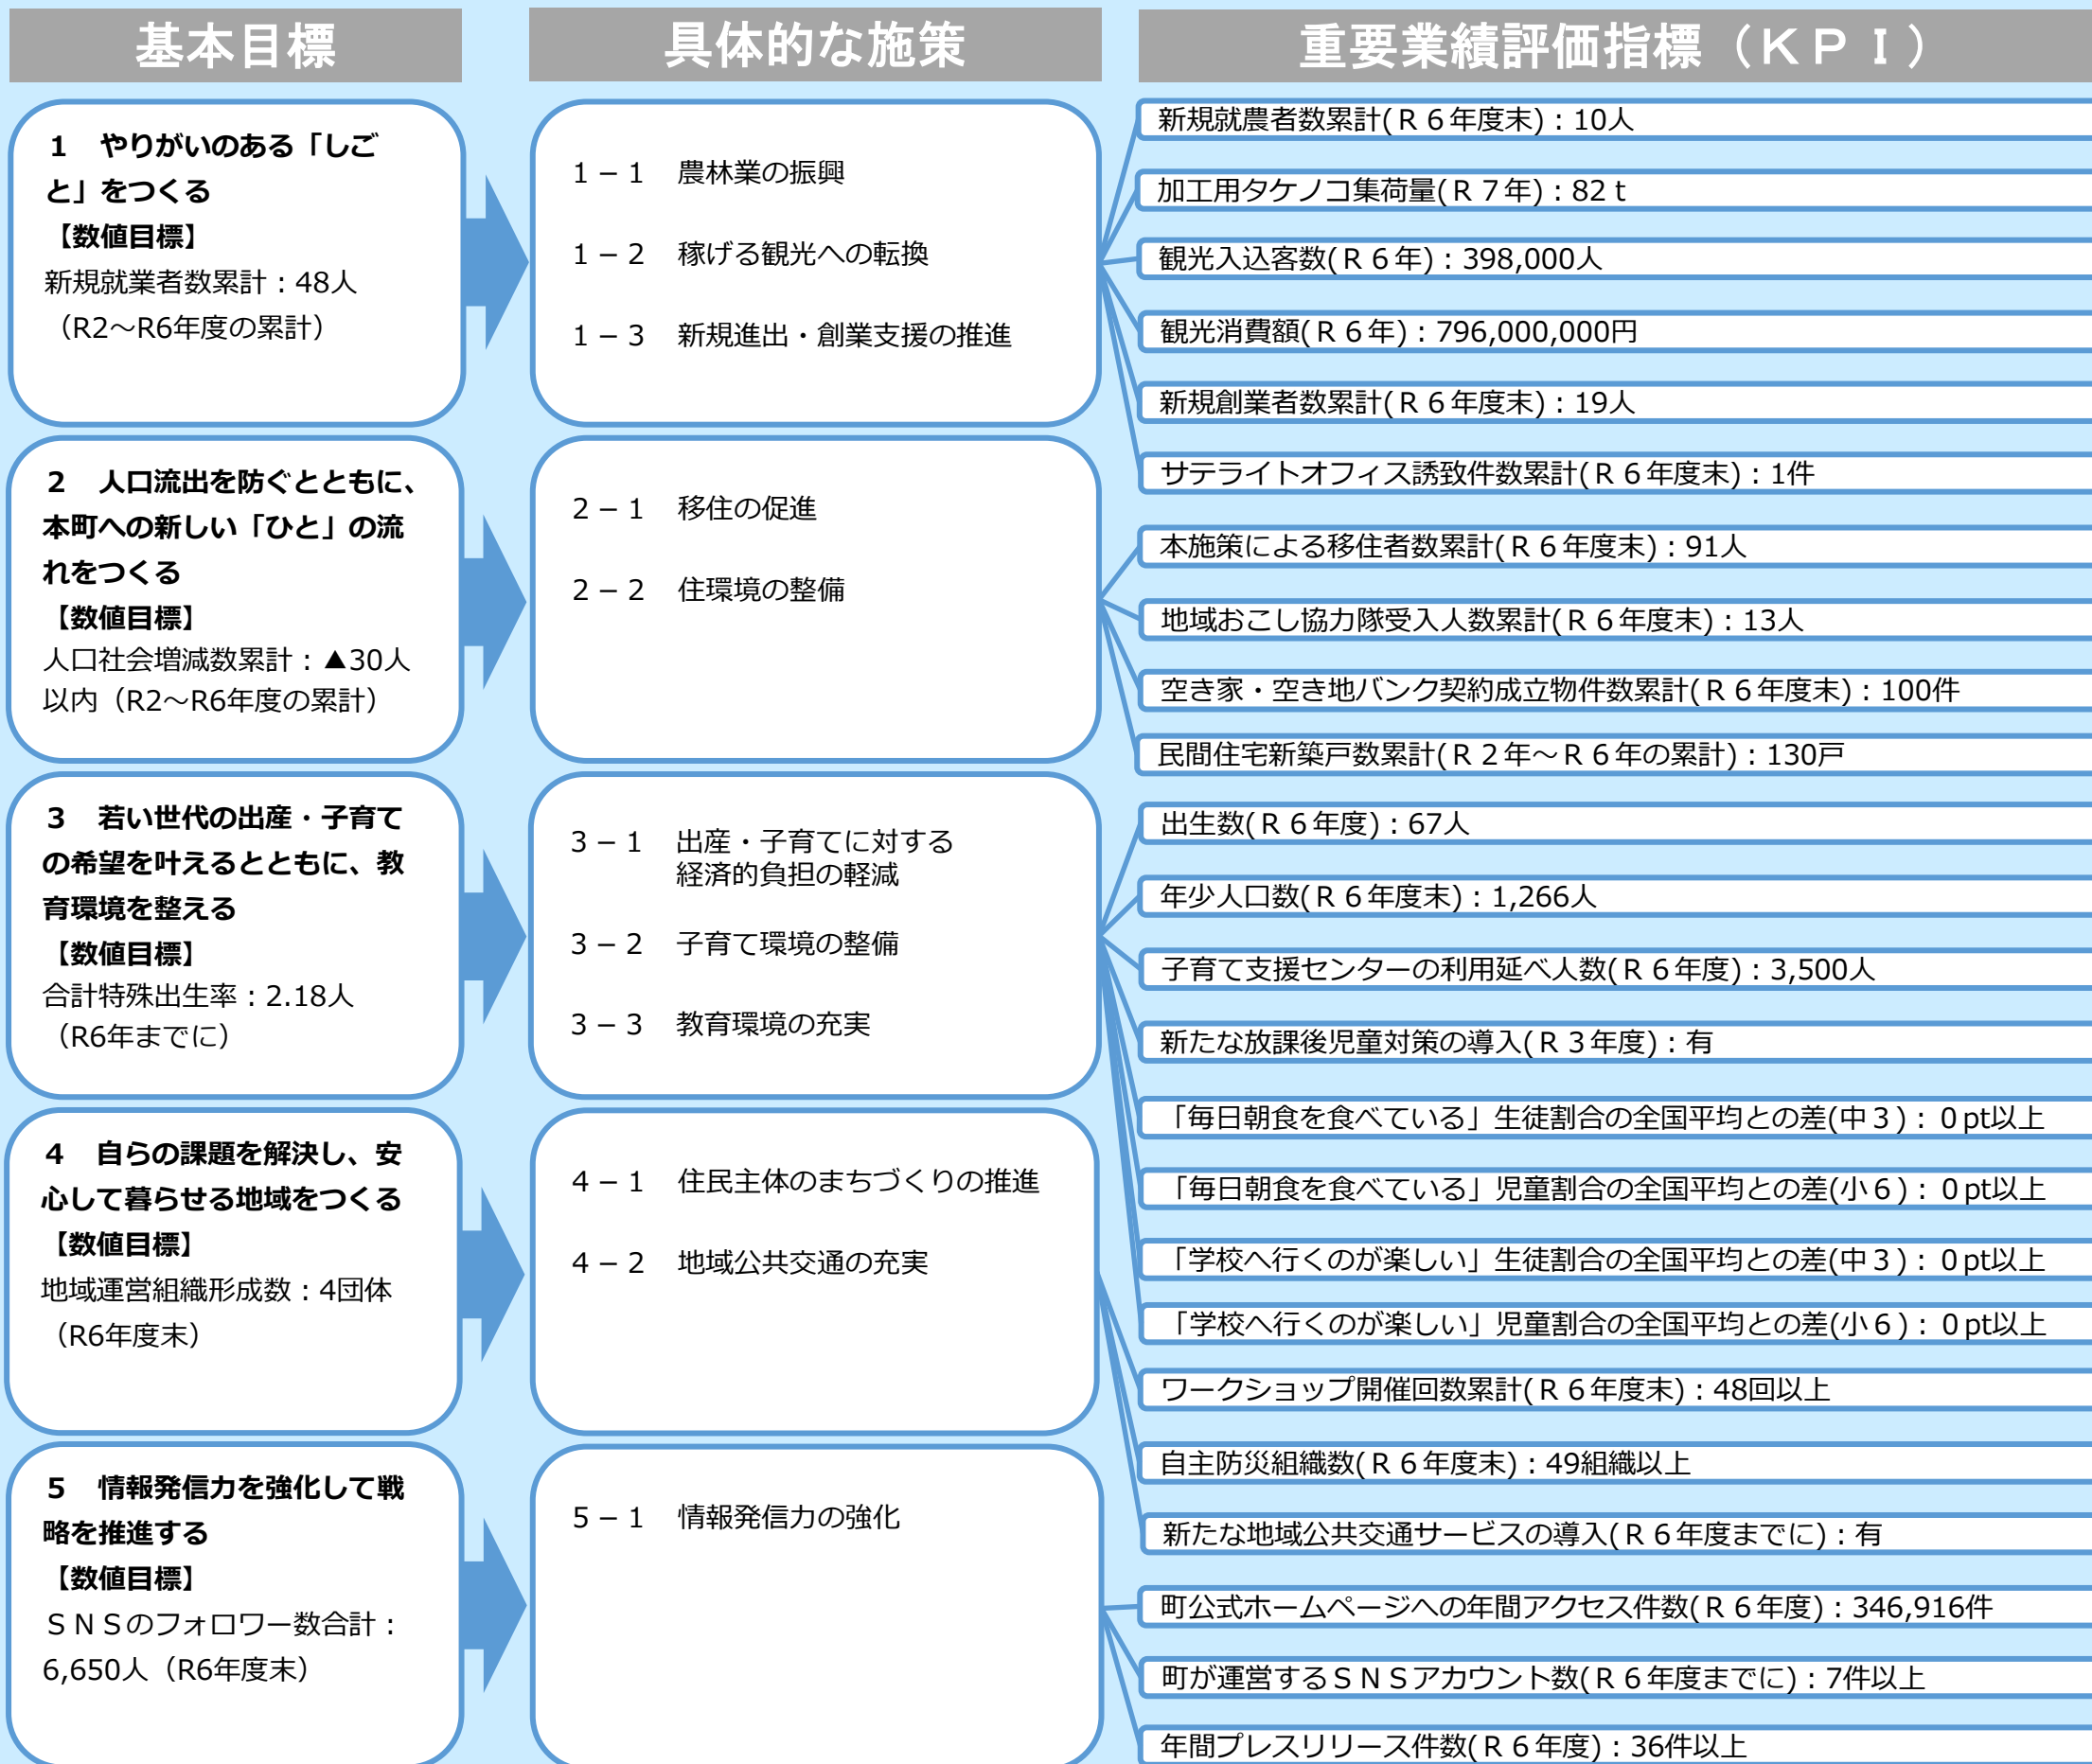 基本目標
具体的な施策
重要業績評価指標（ＫＰＩ）
1　やりがいのある「しご
と」をつくる
【数値目標】
新規就業者数累計：48人
（R2～R6年度の累計）
１－１　農林業の振興
１－２　稼げる観光への転換
１－３　新規進出・創業支援の推進
新規就農者数累計(Ｒ６年度末)：10人
加工用タケノコ集荷量(Ｒ７年)：82ｔ
観光入込客数(Ｒ６年)：398,000人
観光消費額(Ｒ６年)：796,000,000円
新規創業者数累計(Ｒ６年度末)：19人
サテライトオフィス誘致件数累計(Ｒ６年度末)：1件
2　人口流出を防ぐとともに、
本町への新しい「ひと」の流
れをつくる
【数値目標】
人口社会増減数累計：▲30人
以内（R2～R6年度の累計）
２－１　移住の促進
２－２　住環境の整備
本施策による移住者数累計(Ｒ６年度末)：91人
地域おこし協力隊受入人数累計(Ｒ６年度末)：13人
空き家・空き地バンク契約成立物件数累計(Ｒ６年度末)：100件
民間住宅新築戸数累計(Ｒ２年～Ｒ６年の累計)：130戸
3　若い世代の出産・子育て
の希望を叶えるとともに、教
育環境を整える
【数値目標】
合計特殊出生率：2.18人
（R6年までに）
３－１　出産・子育てに対する
経済的負担の軽減
３－２　子育て環境の整備
３－３　教育環境の充実
出生数(Ｒ６年度)：67人
年少人口数(Ｒ６年度末)：1,266人
子育て支援センターの利用延べ人数(Ｒ６年度)：3,500人
新たな放課後児童対策の導入(Ｒ３年度)：有
「毎日朝食を食べている」生徒割合の全国平均との差(中３)：０pt以上
「毎日朝食を食べている」児童割合の全国平均との差(小６)：０pt以上
「学校へ行くのが楽しい」生徒割合の全国平均との差(中３)：０pt以上
「学校へ行くのが楽しい」児童割合の全国平均との差(小６)：０pt以上
4　自らの課題を解決し、安
心して暮らせる地域をつくる
【数値目標】
地域運営組織形成数：4団体
（R6年度末）
４－１　住民主体のまちづくりの推進
４－２　地域公共交通の充実
ワークショップ開催回数累計(Ｒ６年度末)：48回以上
自主防災組織数(Ｒ６年度末)：49組織以上
新たな地域公共交通サービスの導入(Ｒ６年度までに)：有
5　情報発信力を強化して戦
略を推進する
【数値目標】
ＳＮＳのフォロワー数合計：
6,650人（R6年度末）
５－１　情報発信力の強化
町公式ホームページへの年間アクセス件数(Ｒ６年度)：346,916件
町が運営するＳＮＳアカウント数(Ｒ６年度までに)：7件以上
年間プレスリリース件数(Ｒ６年度)：36件以上